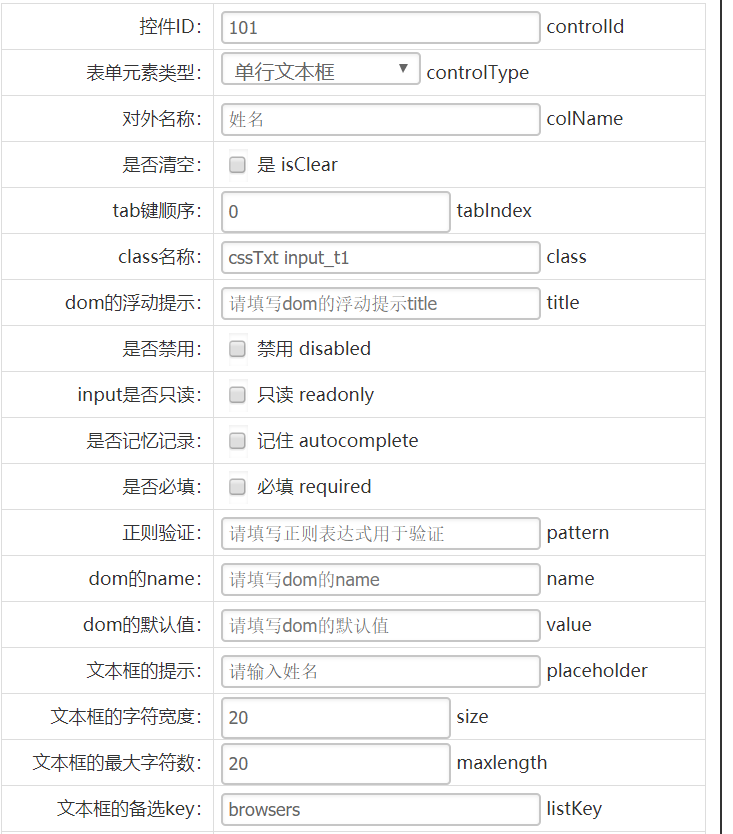 控件ID： 101 controlId
表单元素类型： 单行文本框 controlType
对外名称： 姓名 colName
是否清空： 是 isClear
tab键顺序： 0 tabIndex
class名称： cssTxt input_t1 class
dom的浮动提示： 请填写dom的浮动提示title title
是否禁用： 禁用 disabled
input是否只读： 只读 readonly
是否记忆记录： 记住 autocomplete
是否必填： 必填 required
正则验证： 请填写正则表达式用于验证 pattern
dom的name： 请填写dom的name name
dom的默认值： 请填写dom的默认值 value
文本框的提示： 请输入姓名 placeholder
文本框的字符宽度： 20 size
文本框的最大字符数： 20 maxlength
文本框的备选key： browsers listKey